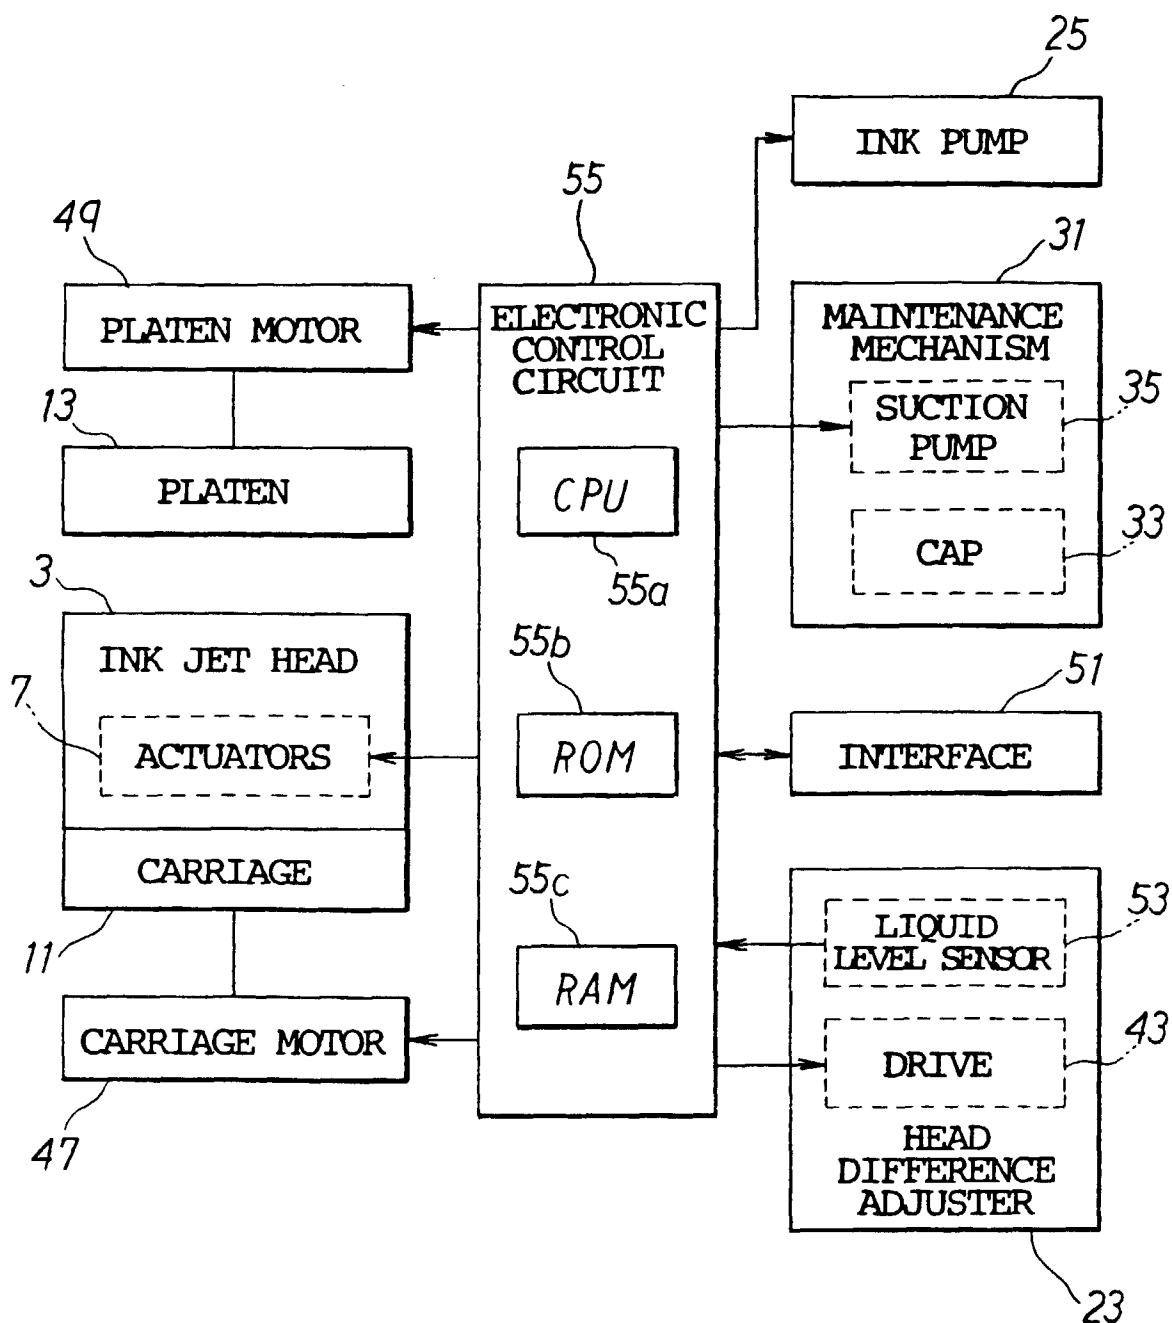 25
INK PUMP
55
49
31
PLATEN MOTOR
ELECTRONIC
CONTROL
CIRCUIT
MAINTENANCE
MECHANISM
13
35
SUCTION
PUMP
PLATEN
CPU
33
CAP
55a
3
INK JET HEAD
55b
51
7
ACTUATORS
ROM
INTERFACE
CARRIAGE
55c
53
LIQUID
LEVEL SENSOR
11
RAM
43
CARRIAGE MOTOR
DRIVE
47
HEAD
DIFFERENCE
ADJUSTER
23